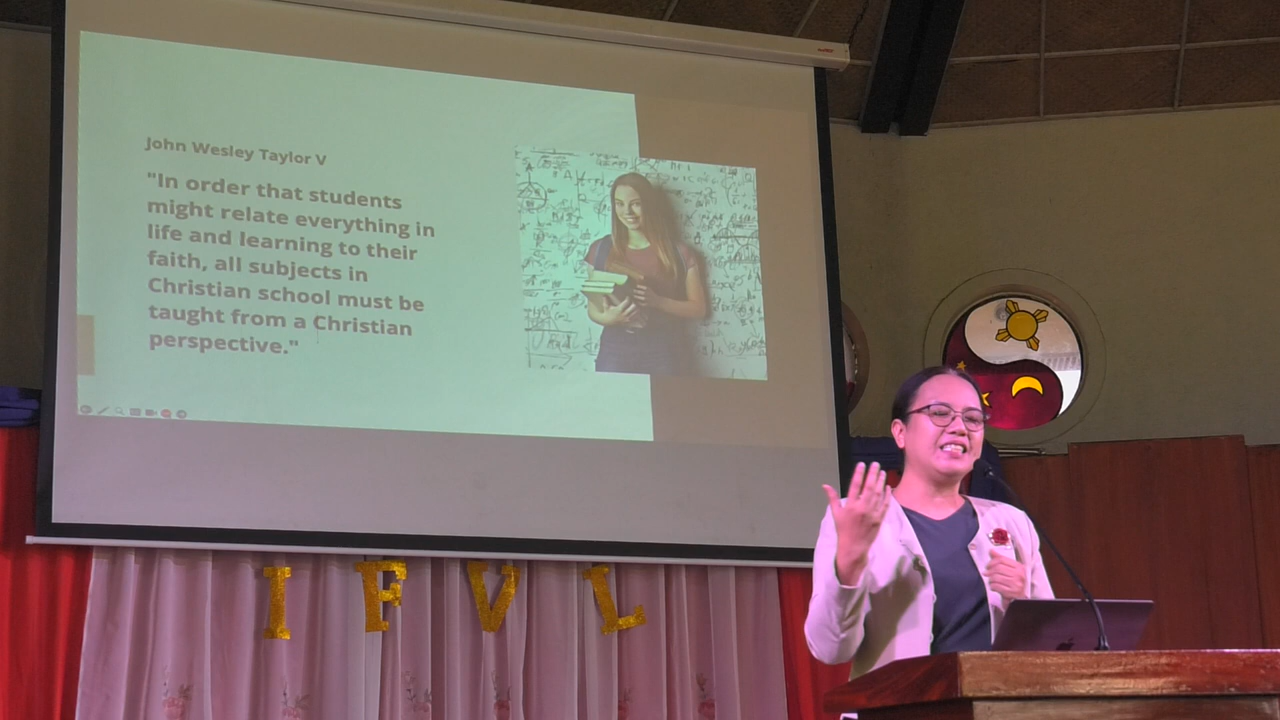 John Wesley Taylor V
"In order that students
might relate everything in
life and learning to their
faith, all subjects in
Christian school must be
taught from a Christian
perspective."
I F V L